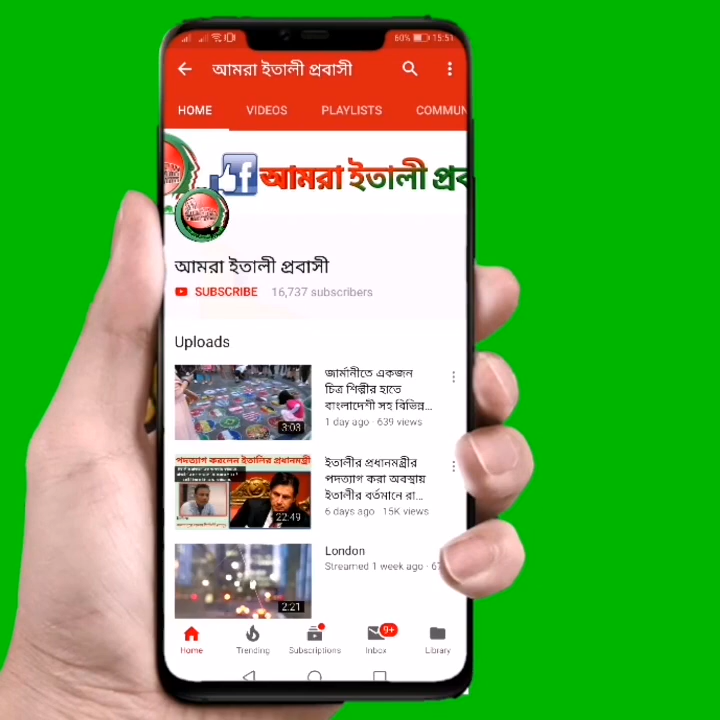 60% 15:51
আমরা ইতালী প্রবাসী
HOME VIDEOS PLAYLISTS COMMUN
আমরা ইতালী প্রব
আমরা ইতালী প্রবাসী
SUBSCRIBE 16,737 subscribers
Uploads
জার্মানীতে একজন
চিত্র শিল্পীর হাতে
বাংলাদেশী সহ বিভিন্ন...
1 day ago · 639 views
3:03
পদত্যাগ করলেন ইতালির প্রধানমন্ত্রী
ইতালীর প্রধানমন্ত্রীর
পদত্যাগ করা অবস্থায়
ইতালীর বর্তমানে রা...
6 days ago · 15K views
22:49
London
Streamed 1 week ago · 67
2:21
9+
Home Trending Subscriptions Inbox Library